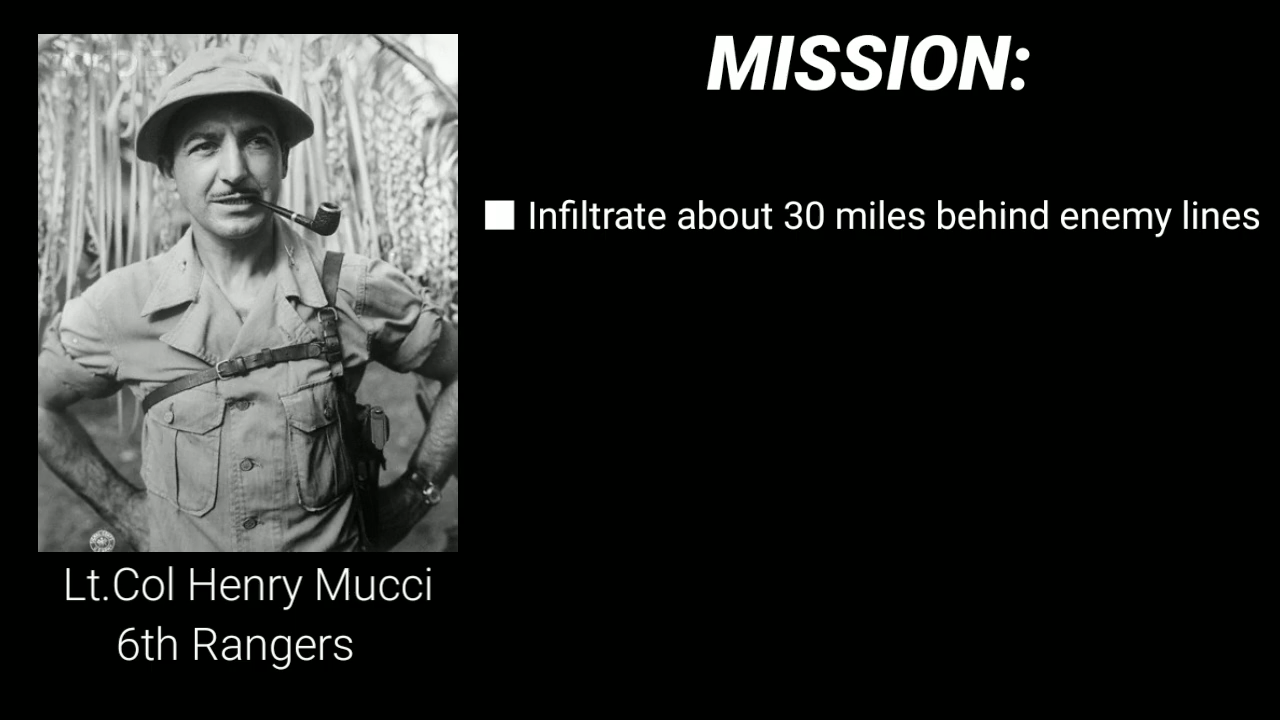 MISSION:
Infiltrate about 30 miles behind enemy lines
Lt.Col Henry Mucci
6th Rangers